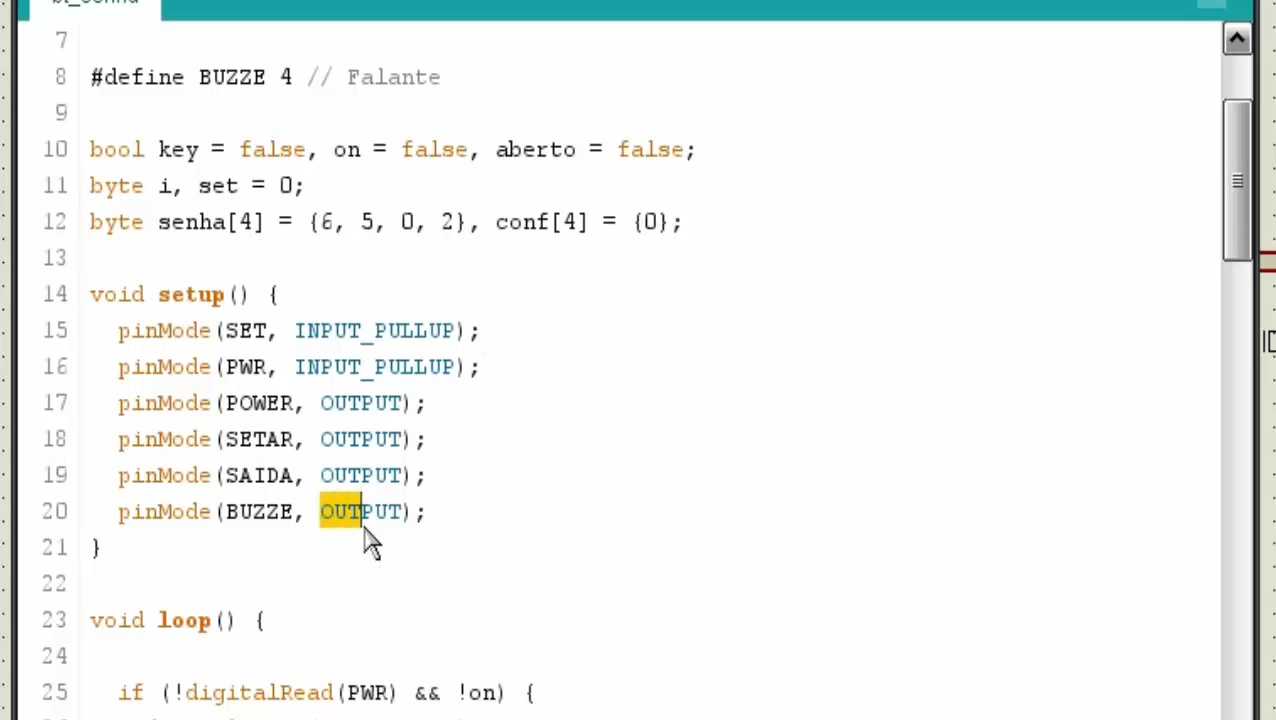 7
8 #define BUZZE 4 // Falante
9
10 bool key = false, on = false, aberto = false;
11 byte i, set = 0;
12 byte senha[4] = {6, 5, 0, 2}, conf[4] = {0};
13
14 void setup() {
15 pinMode(SET, INPUT_PULLUP);
16 pinMode(PWR, INPUT_PULLUP);
17 pinMode(POWER, OUTPUT);
18 pinMode(SETAR, OUTPUT);
19 pinMode(SAIDA, OUTPUT);
20 pinMode(BUZZE, OUTPUT);
21 }
22
23 void loop() {
24
25 if (!digitalRead(PWR) && !on) {